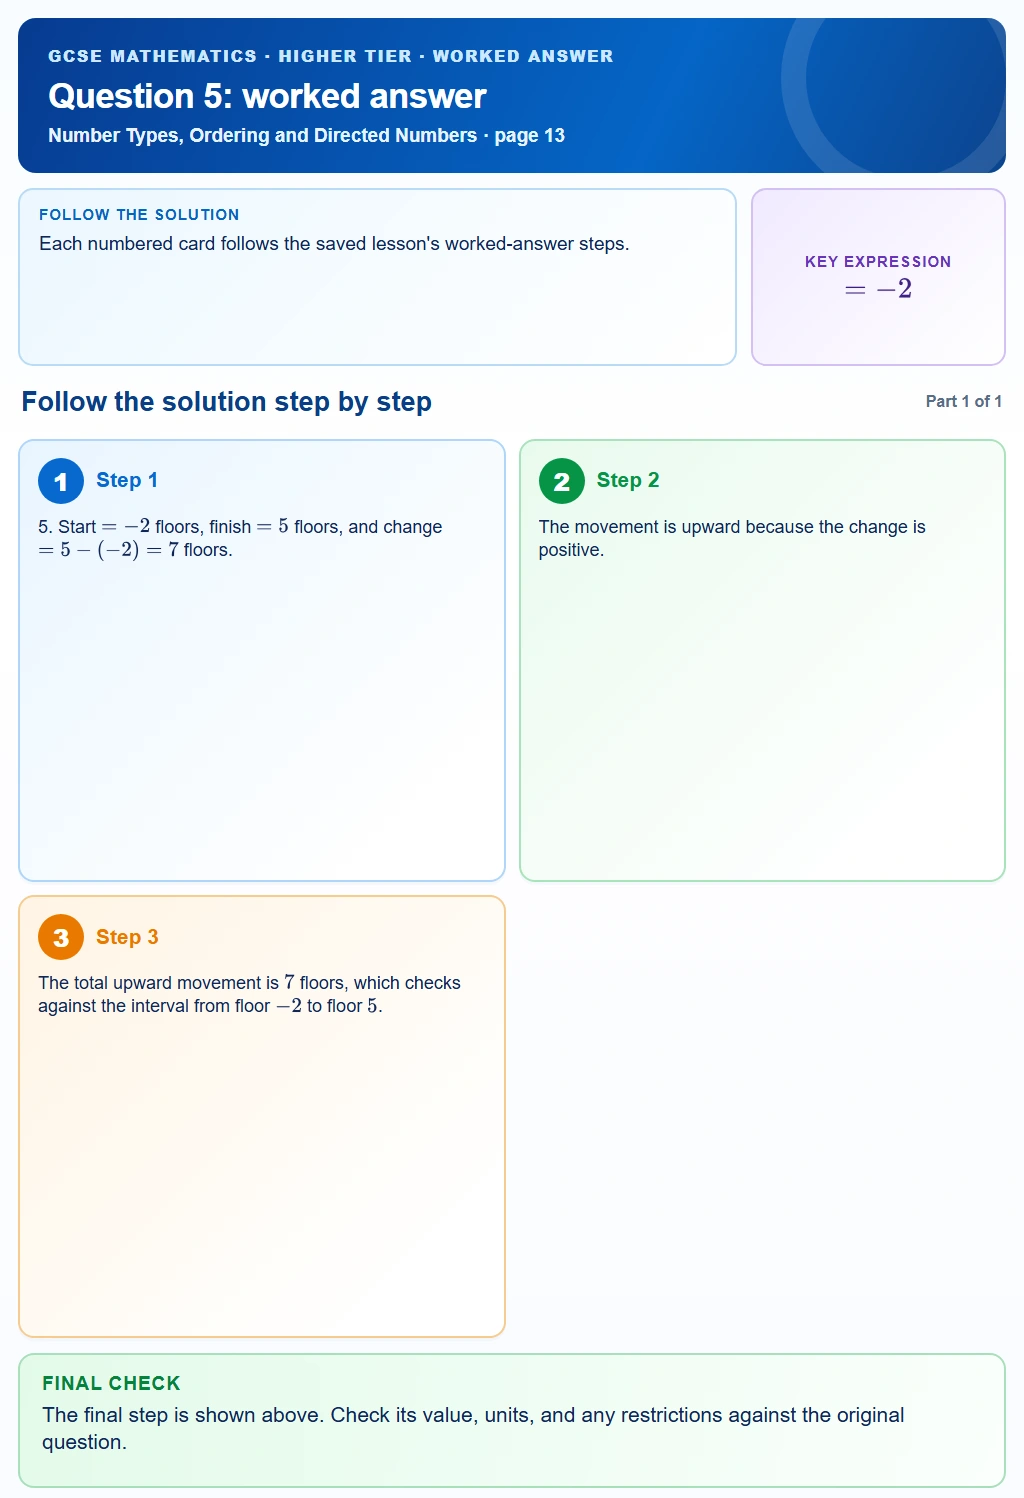 GCSE MATHEMATICS · HIGHER TIER · WORKED ANSWER
Question 5: worked answer
Number Types, Ordering and Directed Numbers · page 13
FOLLOW THE SOLUTION
Each numbered card follows the saved lesson's worked-answer steps.
KEY EXPRESSION
= −2
Follow the solution step by step
Part 1 of 1
1 Step 1
5. Start = −2 floors, finish = 5 floors, and change
= 5 − (−2) = 7 floors.
2 Step 2
The movement is upward because the change is
positive.
3 Step 3
The total upward movement is 7 floors, which checks
against the interval from floor −2 to floor 5.
FINAL CHECK
The final step is shown above. Check its value, units, and any restrictions against the original
question.